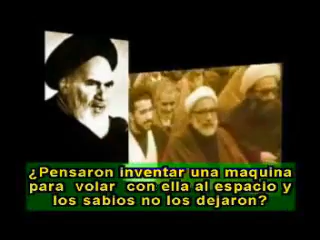 ¿Pensaron inventar una maquina
para volar con ella al espacio y
los sabios no los dejaron?